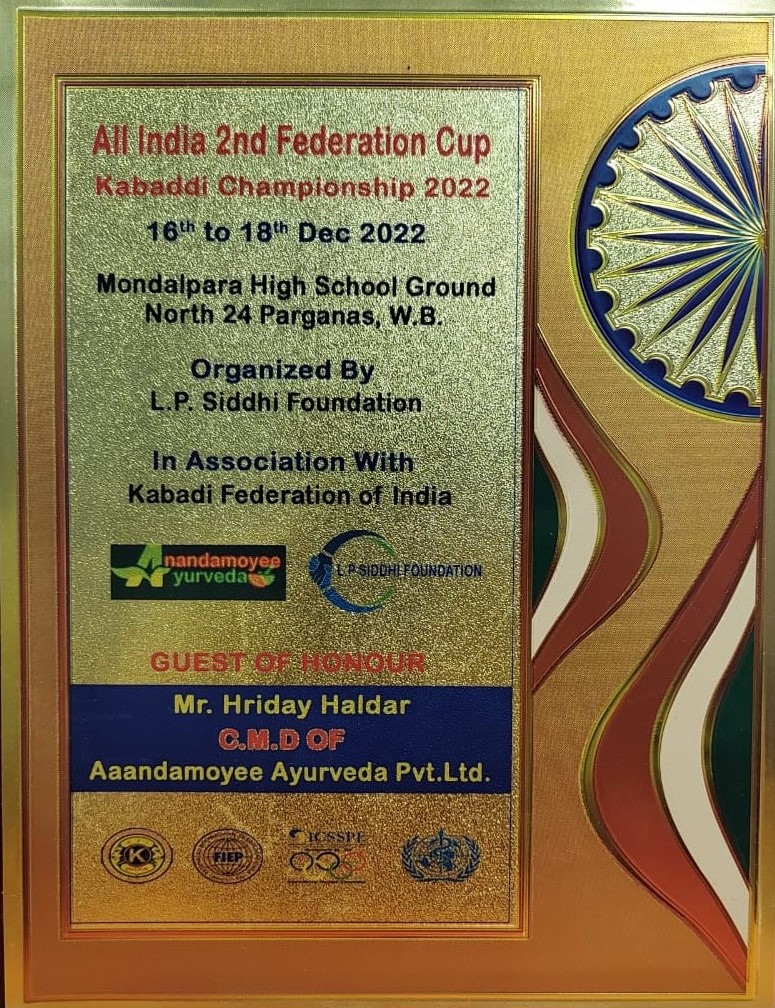 All India 2nd Federation Cup
Kabaddi Championship 2022
16th to 18th Dec 2022
Mondalpara High School Ground
North 24 Parganas, W.B.
Organized By
L.P. Siddhi Foundation
In Association With
Kabadi Federation of India
Anandamoyee
Ayurveda
L.P.SIDDHI FOUNDATION
GUEST OF HONOUR
Mr. Hriday Haldar
C.M.D OF
Aaandamoyee Ayurveda Pvt.Ltd.
K
FIEP
ICSSPE